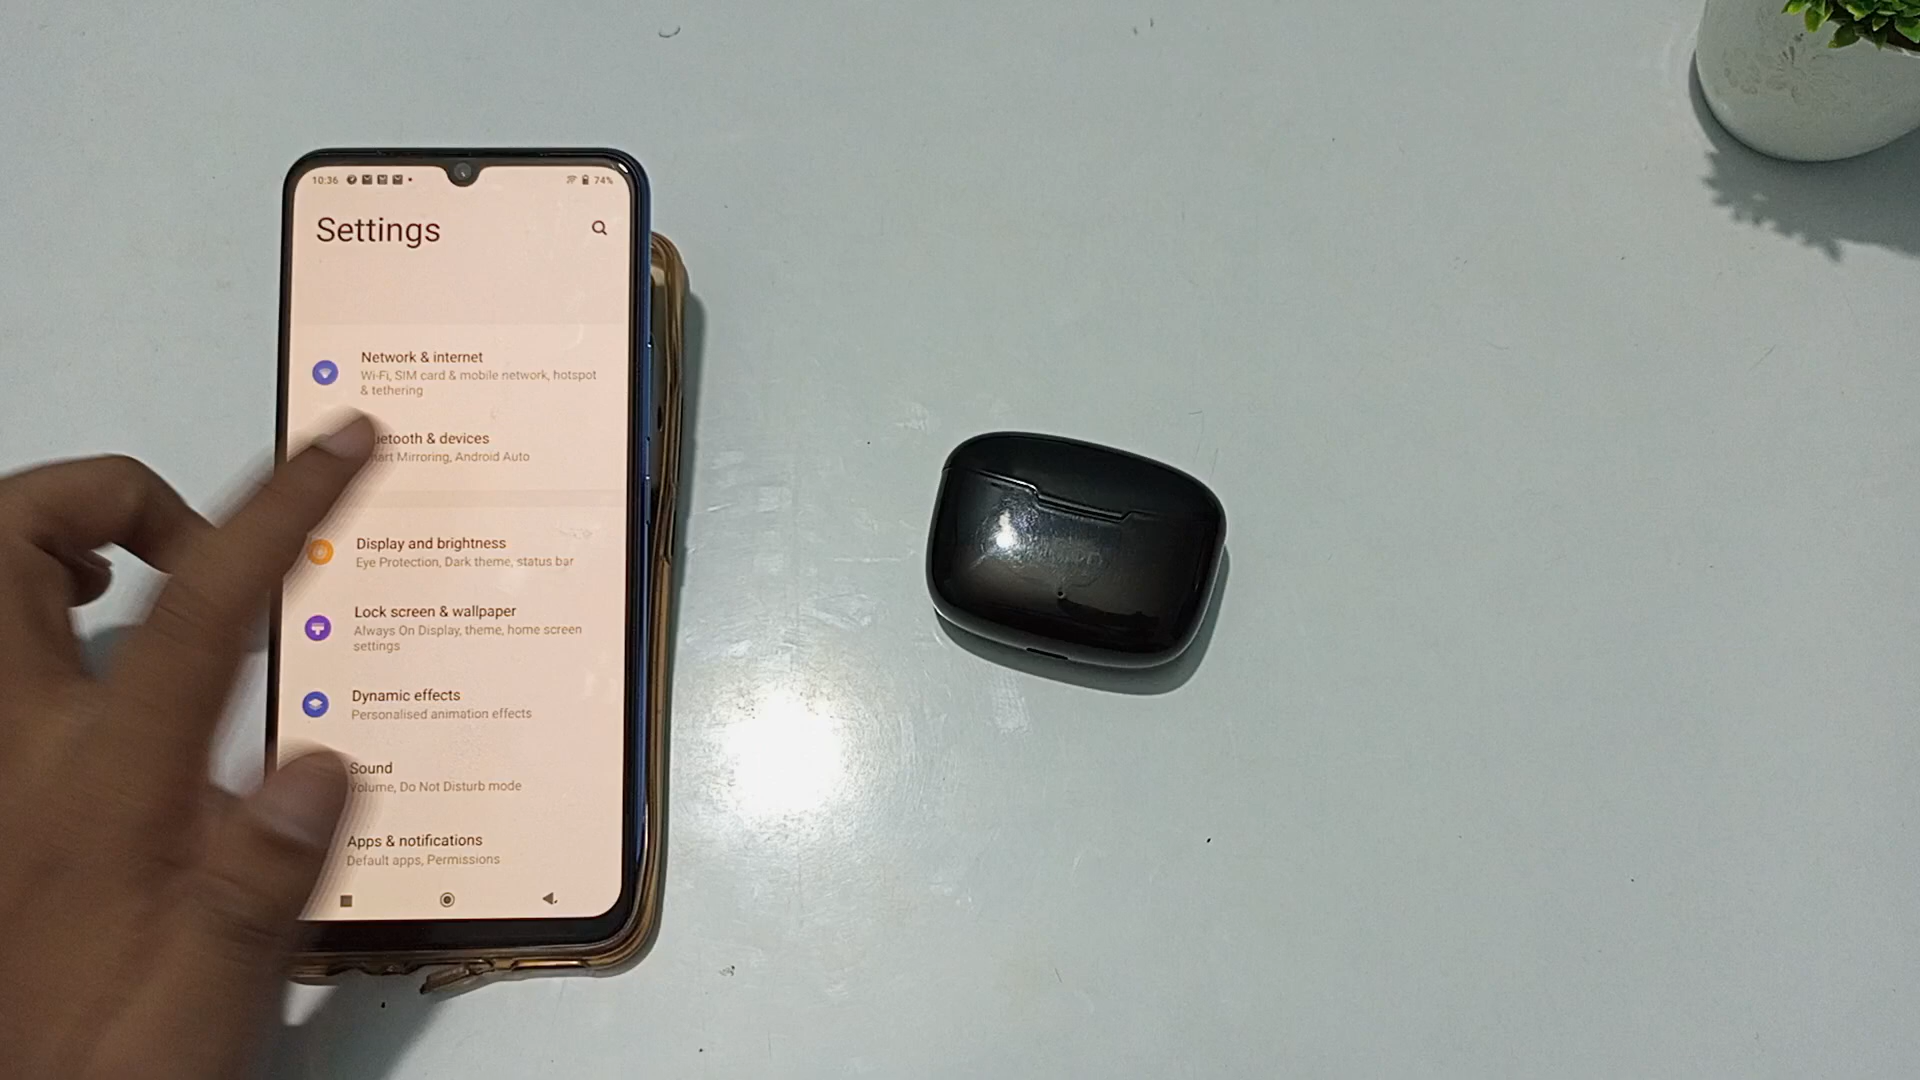 10:36 74%
Settings
Network & internet
Wi-Fi, SIM card & mobile network, hotspot
& tethering
uetooth & devices
art Mirroring, Android Auto
Display and brightness
Eye Protection, Dark theme, status bar
Lock screen & wallpaper
Always On Display, theme, home screen
settings
Dynamic effects
Personalised animation effects
Sound
Volume, Do Not Disturb mode
Apps & notifications
Default apps, Permissions